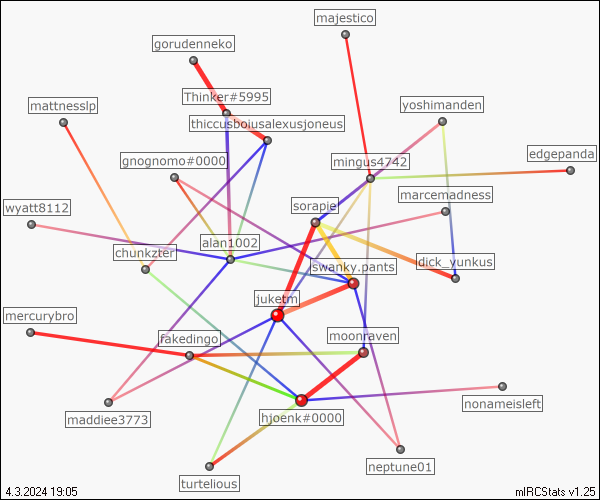 majestico
gorudenneko
Thinker#5995
mattnesslp
yoshimanden
thiccusboiusalexusjoneus
gnognomo#0000
mingus4742
edgepanda
marcemadness
wyatt8112
sorapie
alan1002
chunkzter
swanky.pants
dick_yunkus
juketm
mercurybro
fakedingo
moonraven
maddiee3773
hjoenk#0000
nonameisleft
neptune01
turtelious
4.3.2024 19:05
mIRCStats v1.25